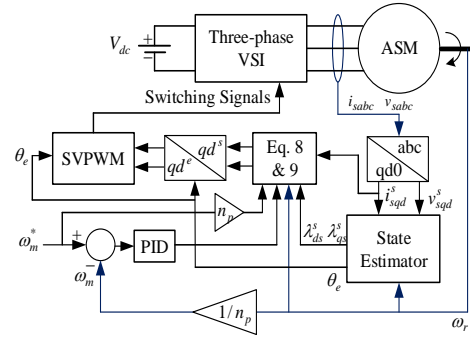 V_dc
+
−
Three-phase
VSI
ASM
Switching Signals
i_sabc v_sabc
θ_e
SVPWM
qd^s
qd^e
Eq. 8
& 9
abc
qd0
i^s_sqd
v^s_sqd
n_p
ω*_m
+
−
ω_m
PID
λ^s_ds λ^s_qs
State
Estimator
θ_e
1/n_p
ω_r